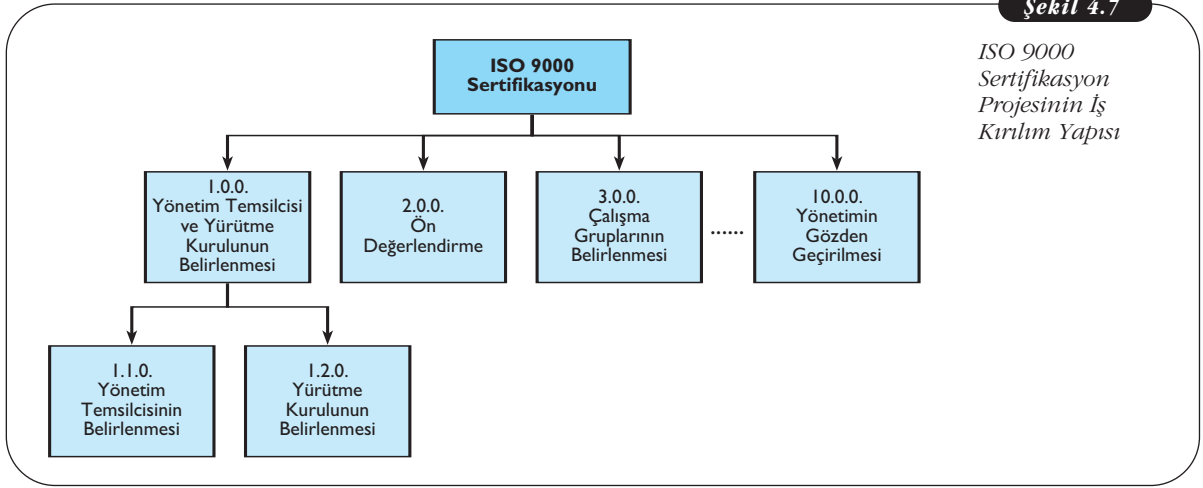 Şekil 4.7
ISO 9000
Sertifikasyon
Projesinin İş
Kırılım Yapısı
ISO 9000
Sertifikasyonu
1.0.0.
Yönetim Temsilcisi
ve Yürütme
Kurulunun
Belirlenmesi
2.0.0.
Ön
Değerlendirme
3.0.0.
Çalışma
Gruplarının
Belirlenmesi
......
10.0.0.
Yönetimin
Gözden
Geçirilmesi
1.1.0.
Yönetim
Temsilcisinin
Belirlenmesi
1.2.0.
Yürütme
Kurulunun
Belirlenmesi